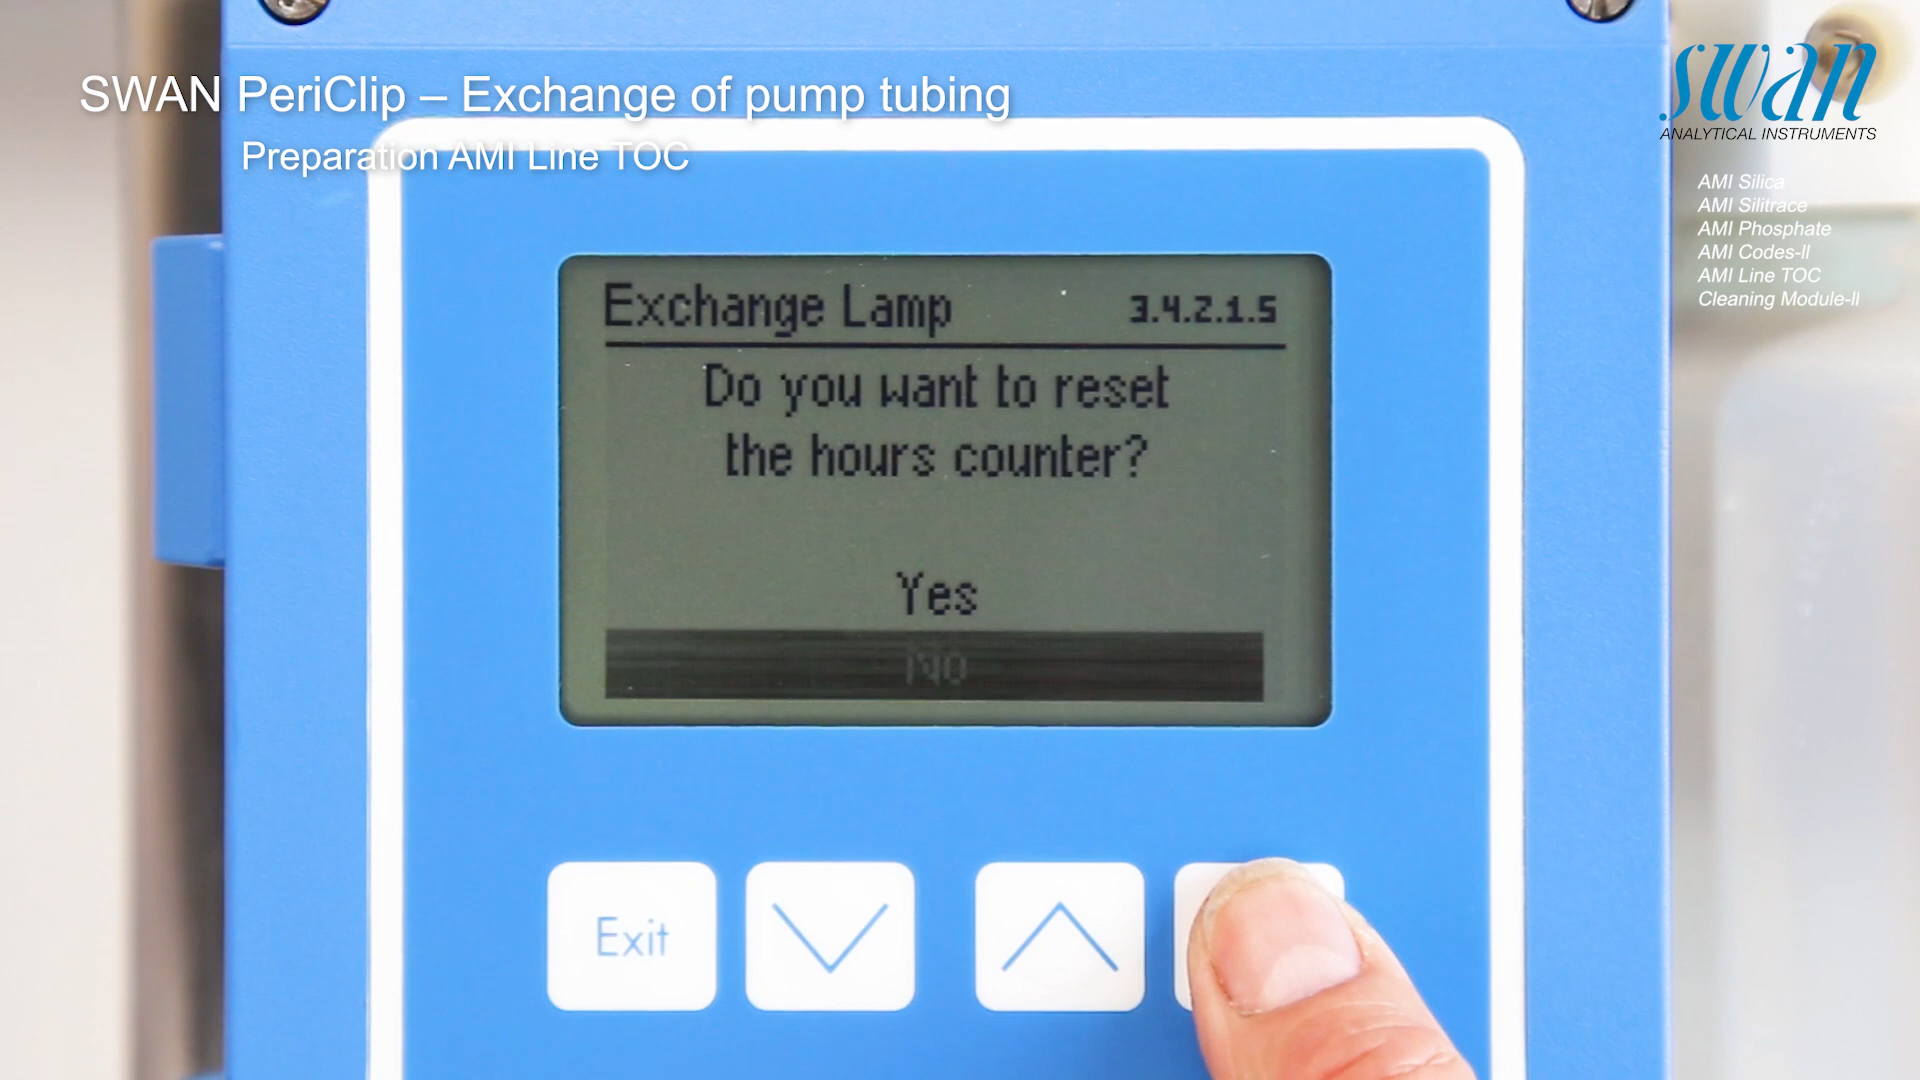 SWAN PeriClip – Exchange of pump tubing
Preparation AMI Line TOC
swan
ANALYTICAL INSTRUMENTS
AMI Silica
AMI Silitrace
AMI Phosphate
AMI Codes-II
AMI Line TOC
Cleaning Module-II
Exchange Lamp 3.4.2.1.5
Do you want to reset
the hours counter?
Yes
No
Exit